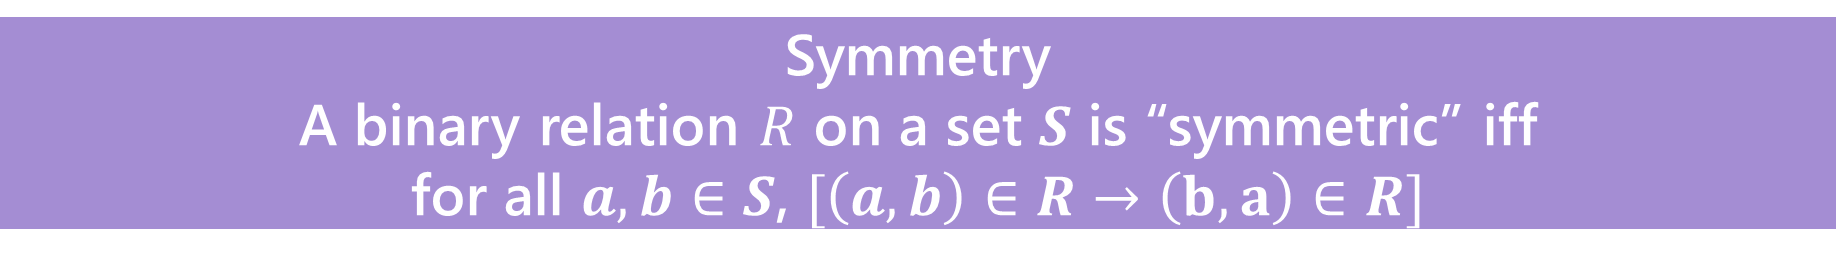 Symmetry
A binary relation 𝑅 on a set 𝑺 is “symmetric” iff
for all 𝒂, 𝒃 ∈ 𝑺, [(𝒂, 𝒃) ∈ 𝑹 → (𝐛, 𝐚) ∈ 𝑹]